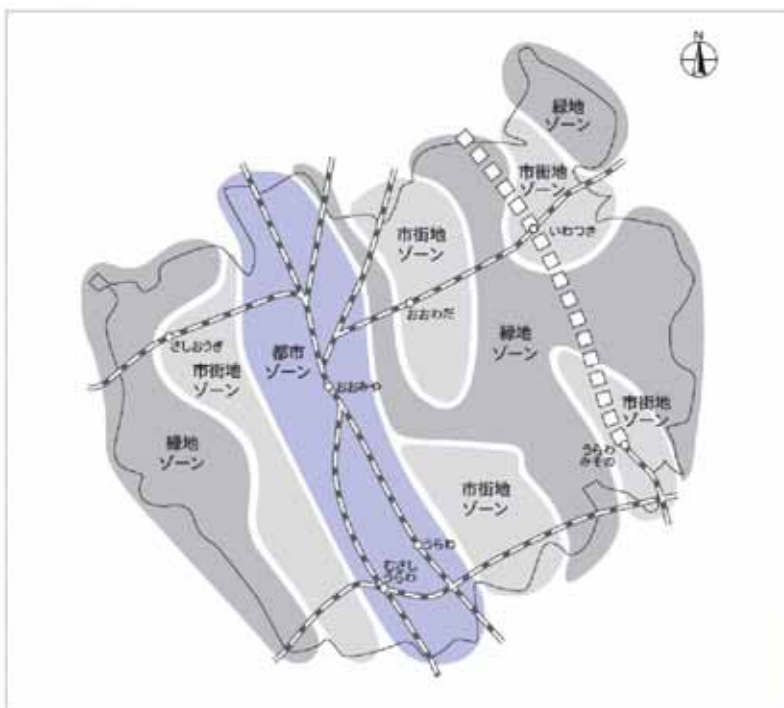 N
緑地
ゾーン
市街地
ゾーン
いわつき
市街地
ゾーン
おおわだ
緑地
ゾーン
さしおうぎ
市街地
ゾーン
都市
ゾーン
おおみや
緑地
ゾーン
市街地
ゾーン
うらわ
みその
市街地
ゾーン
うらわ
むさし
うらわ